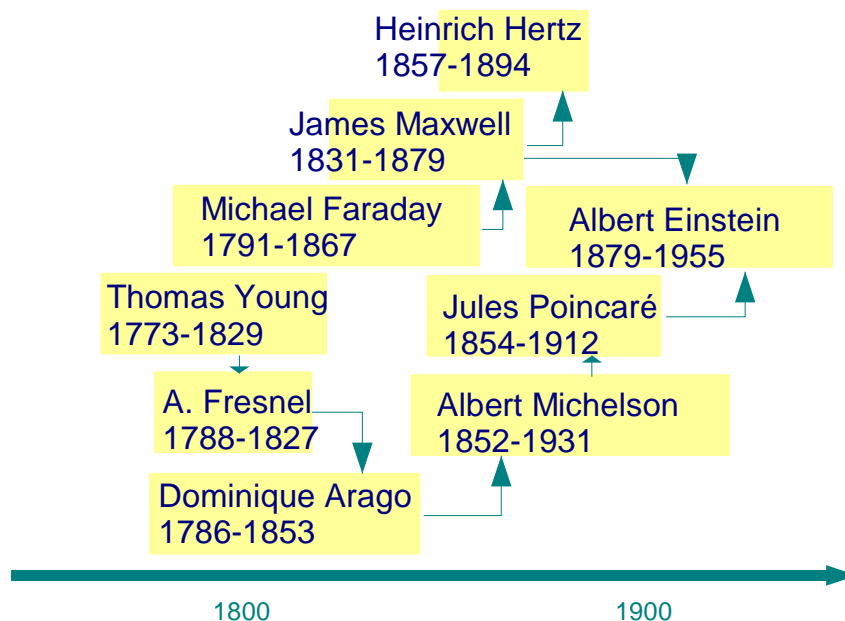 Heinrich Hertz
1857-1894
James Maxwell
1831-1879
Michael Faraday
1791-1867
Albert Einstein
1879-1955
Thomas Young
1773-1829
Jules Poincaré
1854-1912
A. Fresnel
1788-1827
Albert Michelson
1852-1931
Dominique Arago
1786-1853
1800
1900